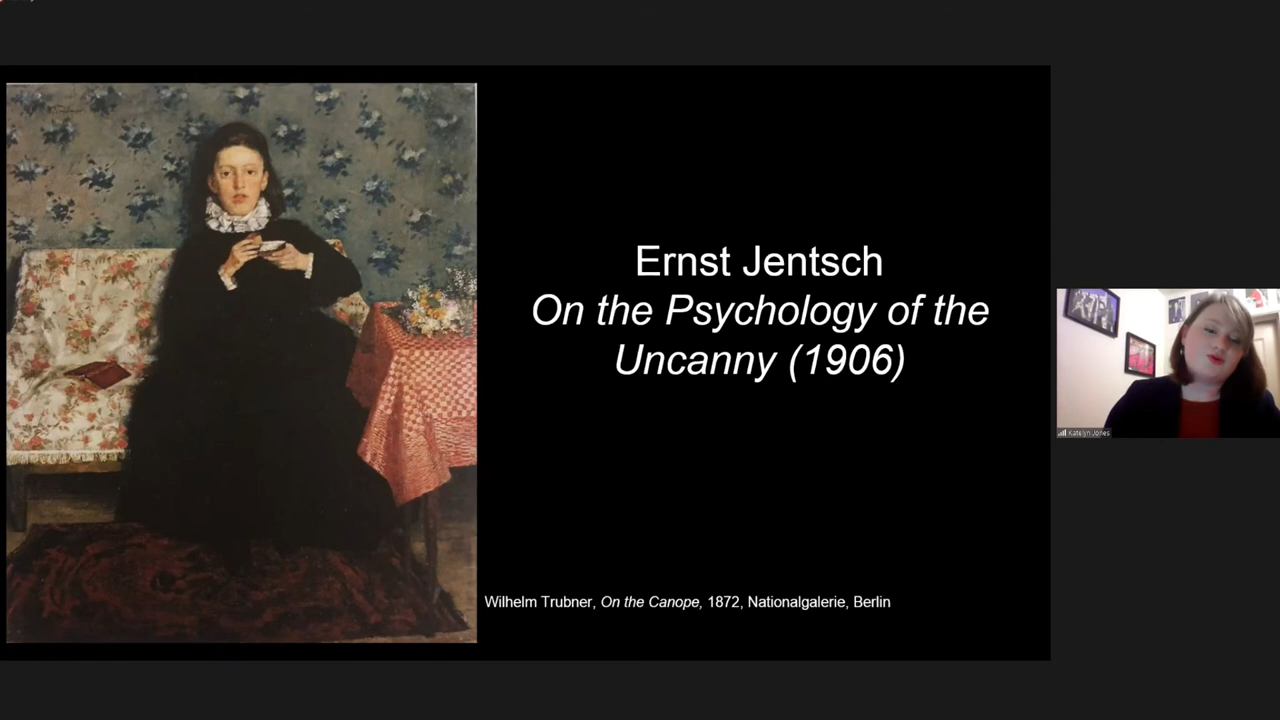 Ernst Jentsch
On the Psychology of the
Uncanny (1906)
Wilhelm Trubner, On the Canope, 1872, Nationalgalerie, Berlin
Katelyn Jones